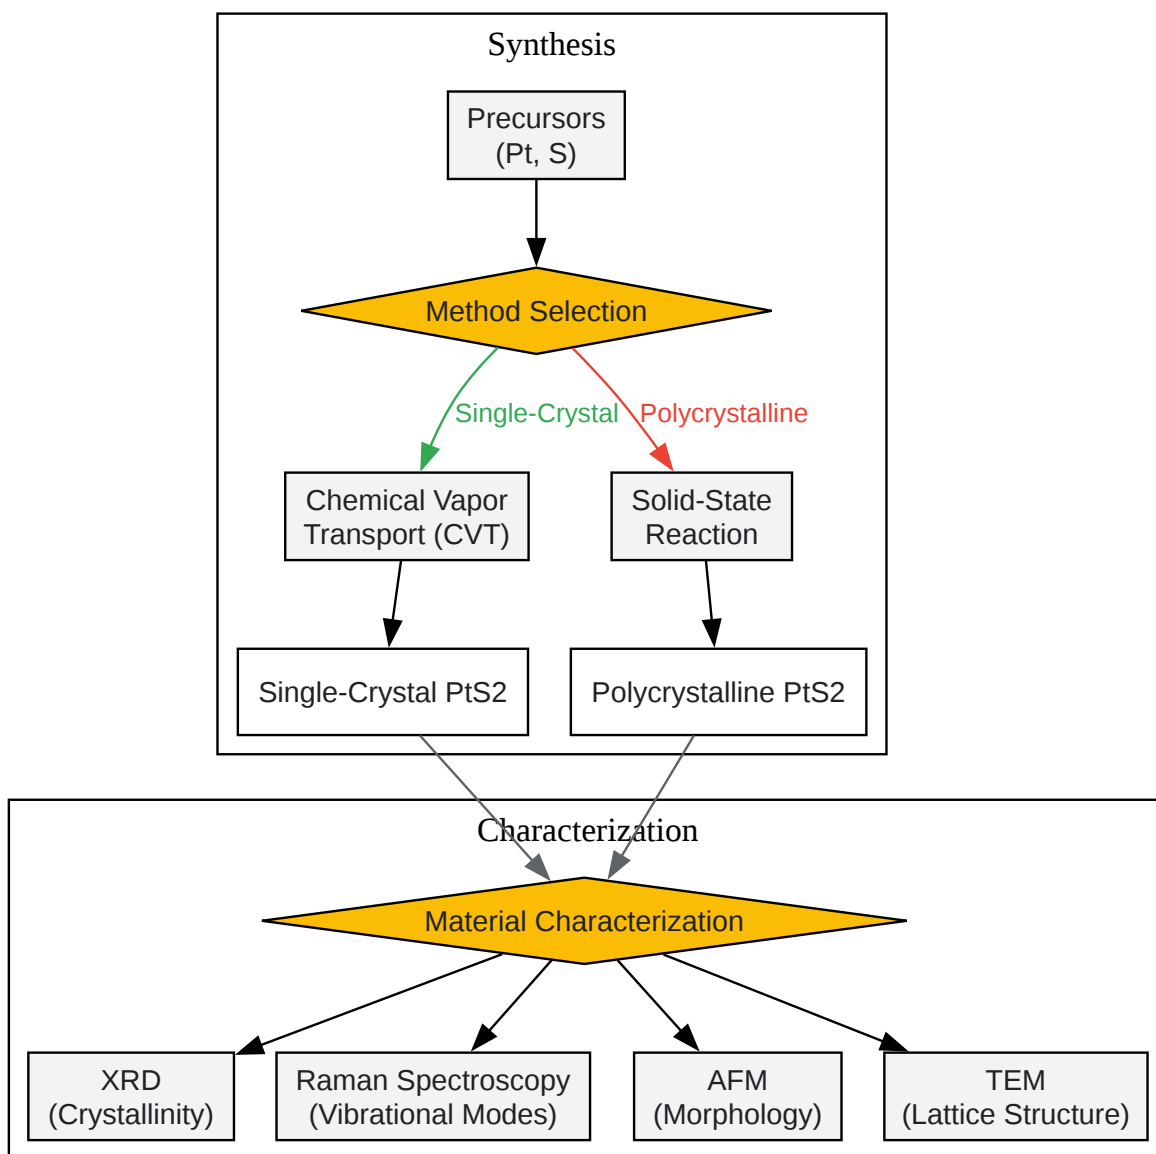 Synthesis
Precursors
(Pt, S)
Method Selection
Single-Crystal
Polycrystalline
Chemical Vapor
Transport (CVT)
Solid-State
Reaction
Single-Crystal PtS2
Polycrystalline PtS2
Characterization
Material Characterization
XRD
(Crystallinity)
Raman Spectroscopy
(Vibrational Modes)
AFM
(Morphology)
TEM
(Lattice Structure)